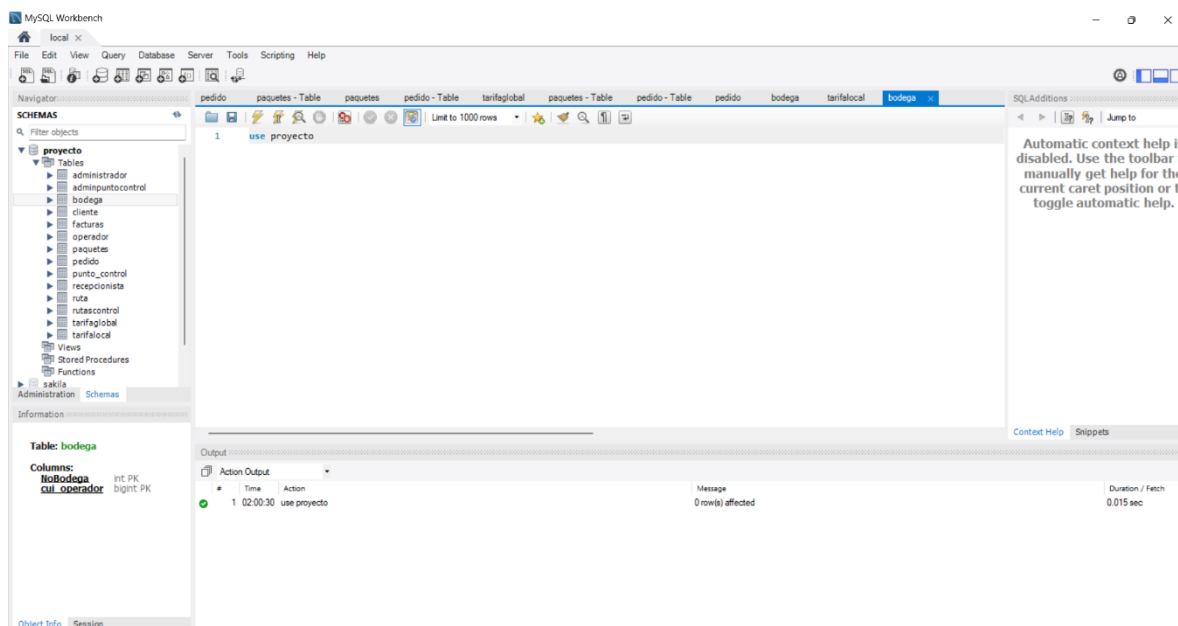 MySQL Workbench
local
File Edit View Query Database Server Tools Scripting Help
Navigator
SCHEMAS
Filter objects
proyecto
Tables
administrador
adminpuntocontrol
bodega
cliente
facturas
operador
paquetes
pedido
punto_control
recepcionista
ruta
rutascontrol
tarifaglobal
tarifalocal
Views
Stored Procedures
Functions
sakila
Administration Schemas
Information
Table: bodega
Columns:
NoBodega int PK
cui_operador bigint PK
Object Info Session
pedido paquetes - Table paquetes pedido - Table tarifaglobal paquetes - Table pedido - Table pedido bodega tarifalocal bodega
Limit to 1000 rows
1 use proyecto
Output
Action Output
# Time Action Message Duration / Fetch
1 02:00:30 use proyecto 0 row(s) affected 0.015 sec
SQLAdditions
Jump to
Automatic context help i
disabled. Use the toolbar
manually get help for the
current caret position or t
toggle automatic help.
Context Help Snippets